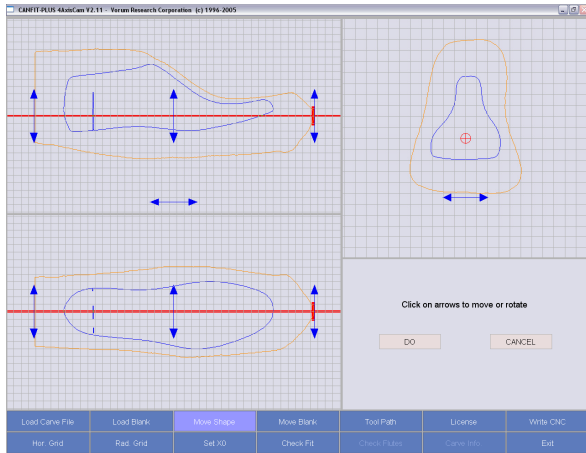 CANFIT-PLUS 4AxisCam V2.11 - Vorum Research Corporation (c) 1996-2005
Click on arrows to move or rotate
DO CANCEL
Load Carve File Load Blank Move Shape Move Blank Tool Path License Write CNC
Hor. Grid Rad. Grid Set X0 Check Fit Check Flutes Carve Info Exit